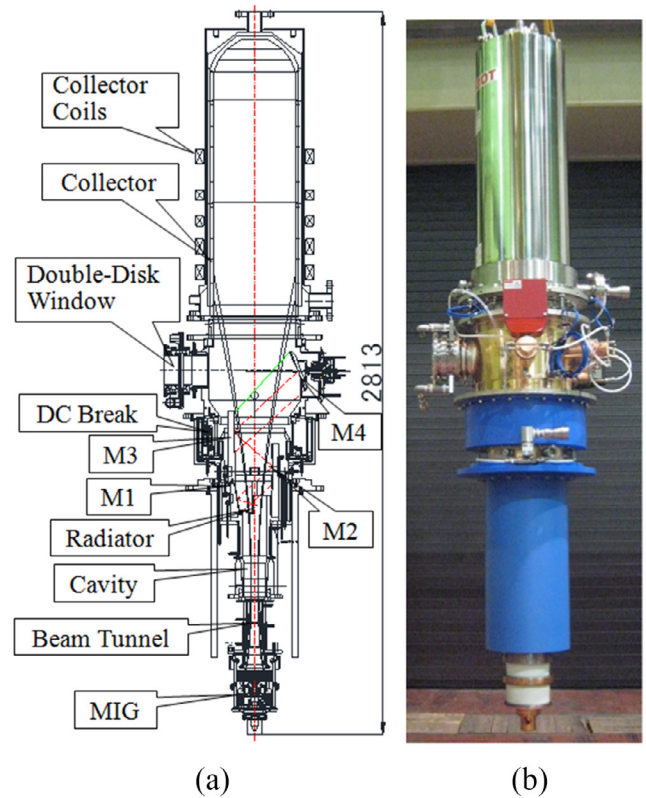 Collector
Coils
Collector
Double-Disk
Window
DC Break
M3
M1
Radiator
Cavity
Beam Tunnel
MIG
M4
M2
2813
(a)
(b)